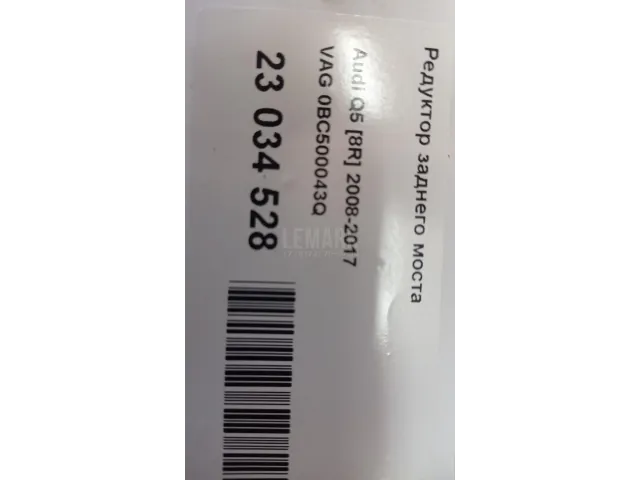 Редуктор заднего моста
Audi Q5 [8R] 2008-2017
VAG 0BC500043Q
23 034 528